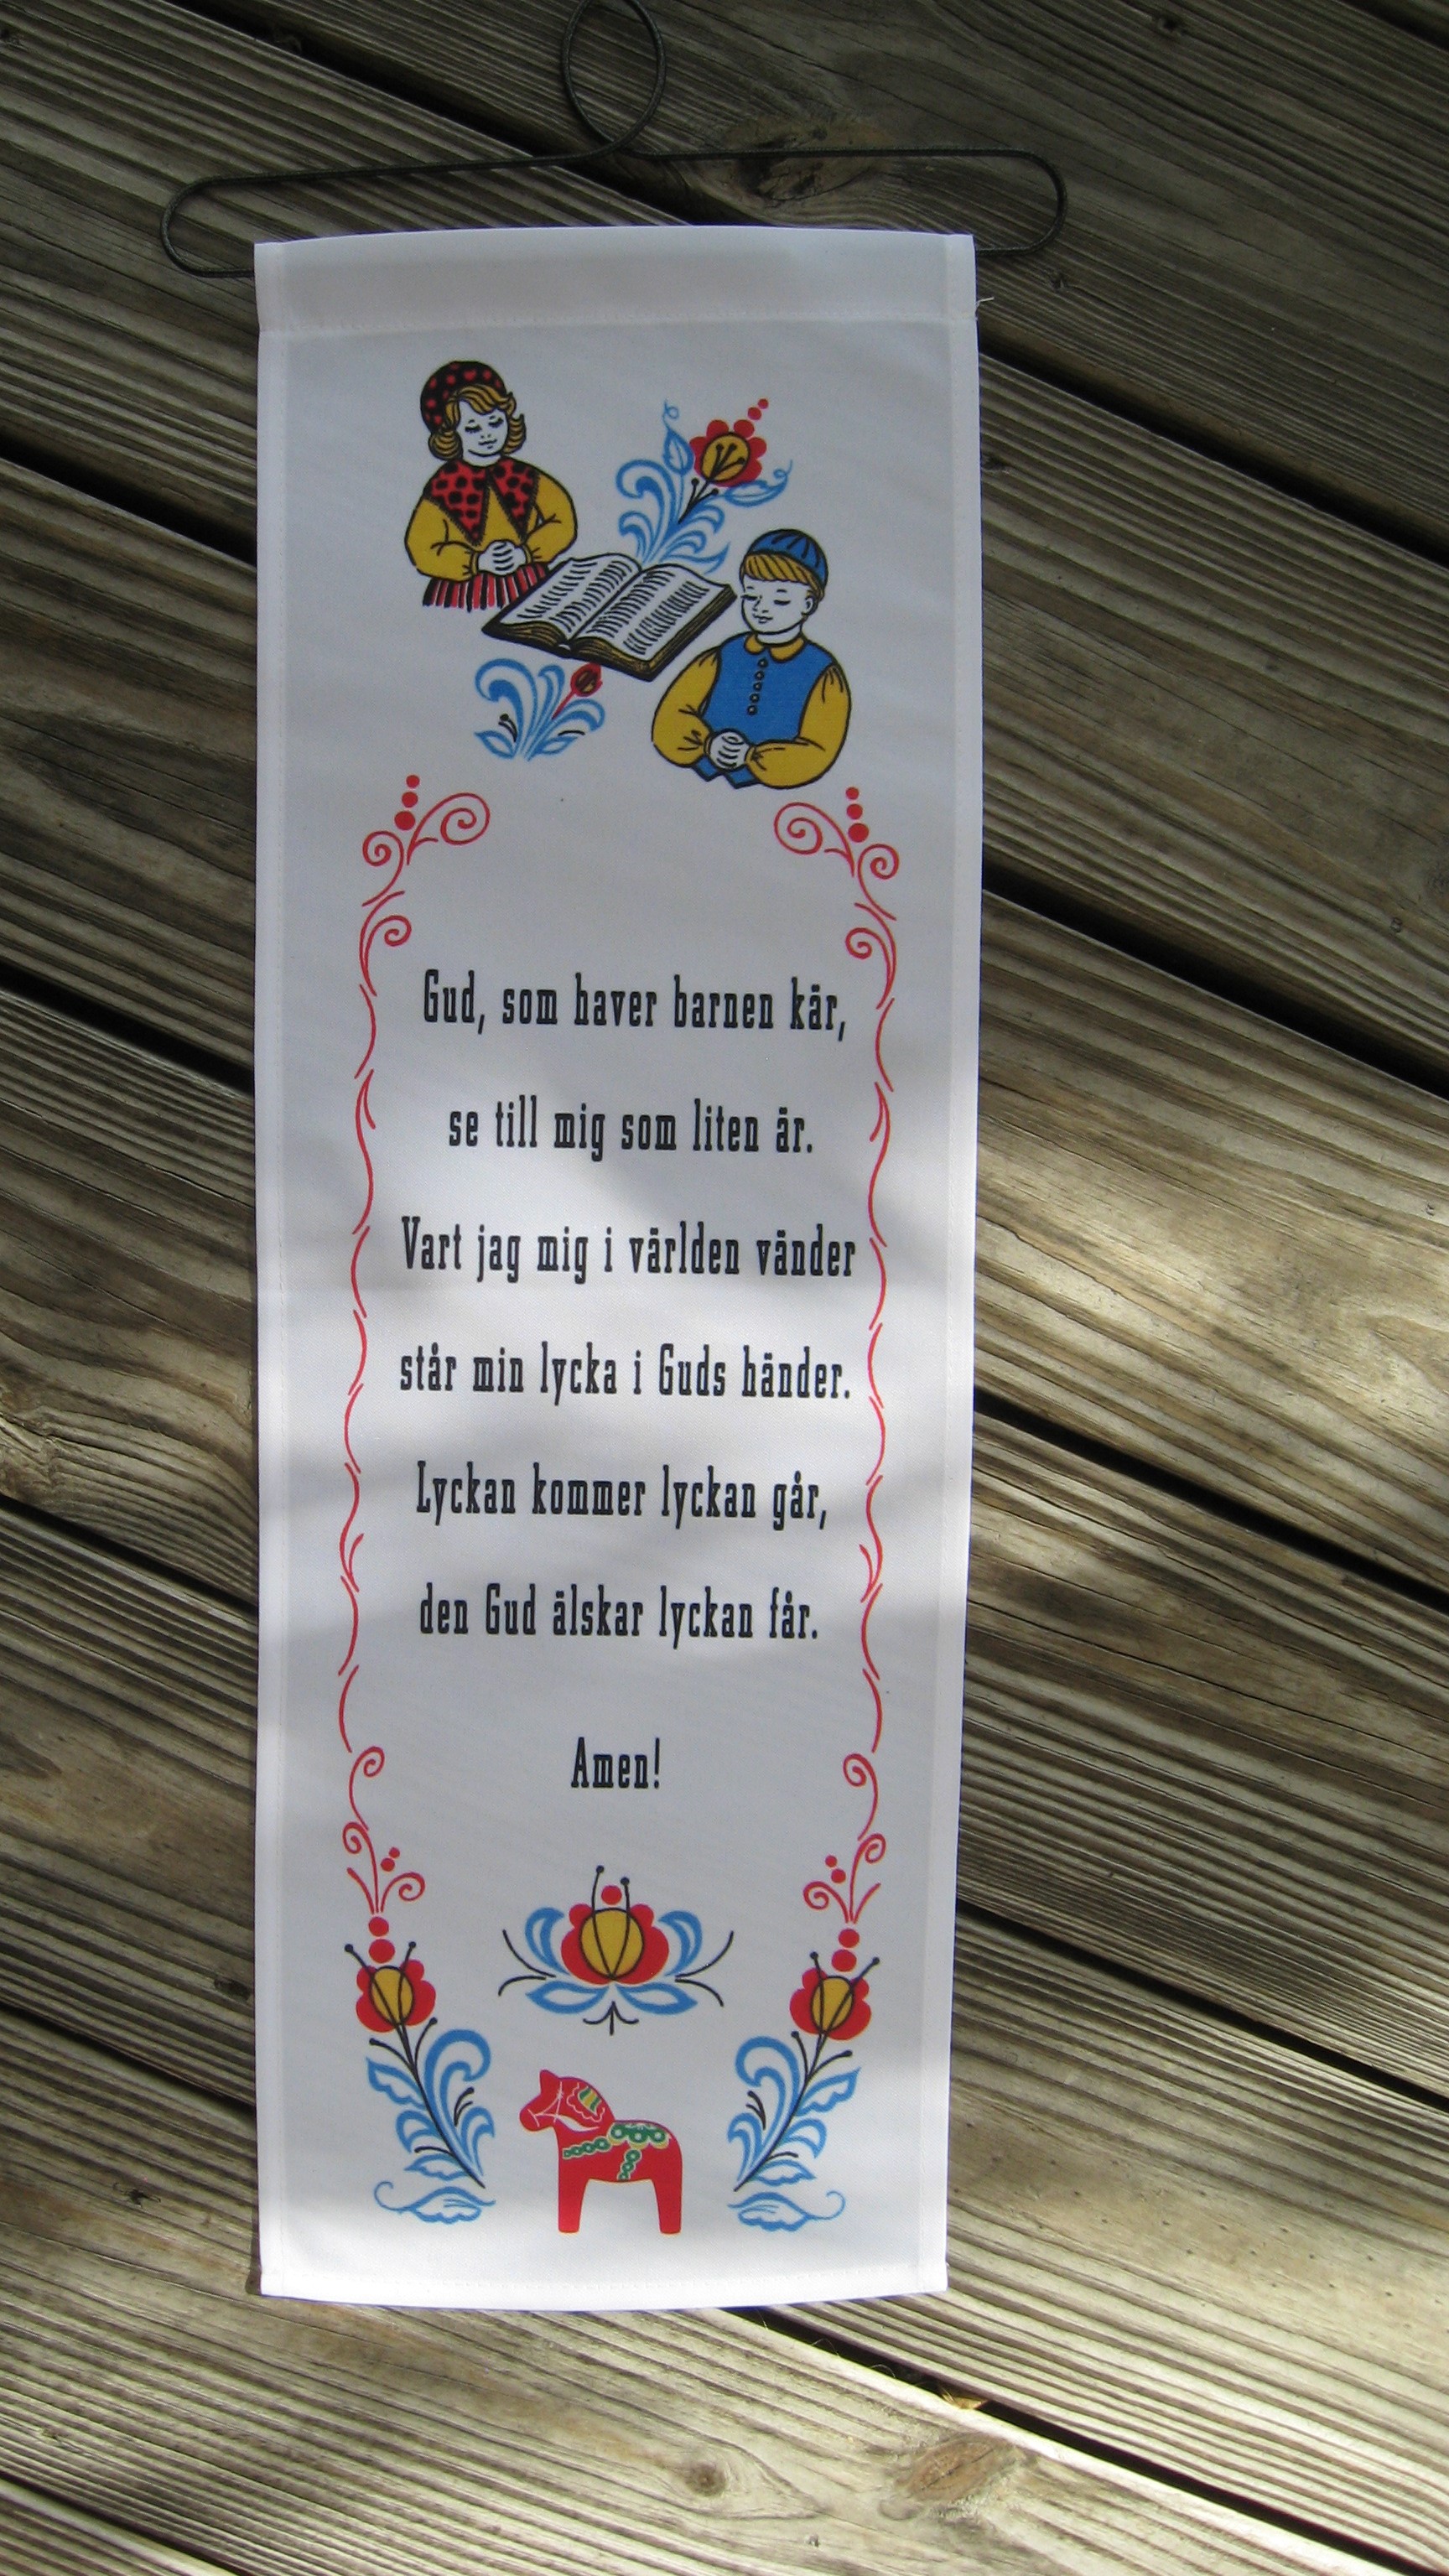 Gud, som haver barnen kär,
se till mig som liten är.
Vart jag mig i världen vänder
står min lycka i Guds händer.
Lyckan kommer lyckan går,
den Gud älskar lyckan får.
Amen!